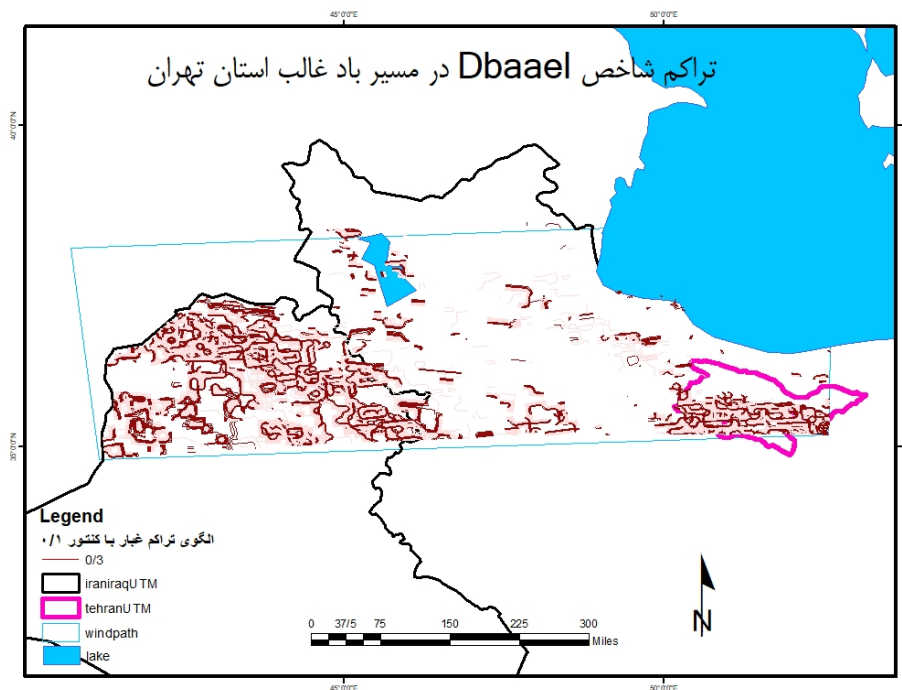 45°0'0"E 50°0'0"E
تراکم شاخص Dbaael در مسیر باد غالب استان تهران
40°0'0"N
35°0'0"N
Legend
الگوی تراکم غبار با کنتور ۰/۱
0/3
iraniraqUTM
tehranUTM
windpath
lake
0 37/5 75 150 225 300
Miles
N
45°0'0"E 50°0'0"E